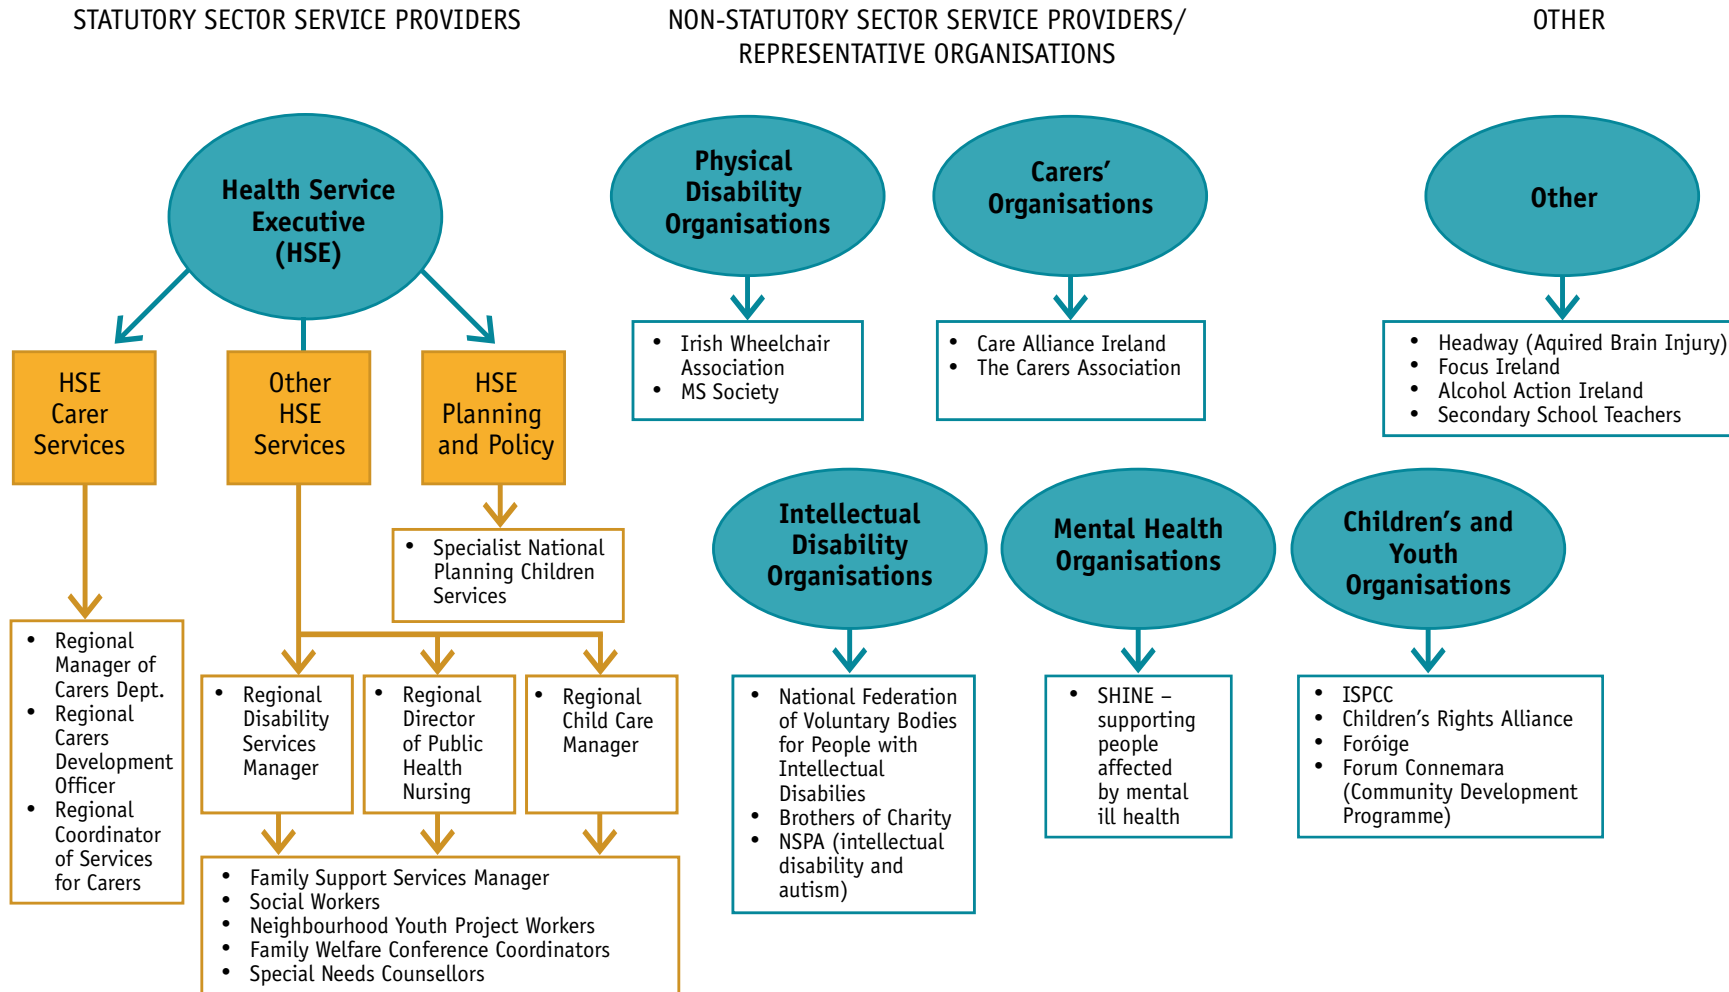 STATUTORY SECTOR SERVICE PROVIDERS
NON-STATUTORY SECTOR SERVICE PROVIDERS/
REPRESENTATIVE ORGANISATIONS
OTHER
Health Service
Executive
(HSE)
HSE
Carer
Services
Other
HSE
Services
HSE
Planning
and Policy
• Specialist National
Planning Children
Services
• Regional
Manager of
Carers Dept.
• Regional
Carers
Development
Officer
• Regional
Coordinator
of Services
for Carers
• Regional
Disability
Services
Manager
• Regional
Director
of Public
Health
Nursing
• Regional
Child Care
Manager
• Family Support Services Manager
• Social Workers
• Neighbourhood Youth Project Workers
• Family Welfare Conference Coordinators
• Special Needs Counsellors
Physical
Disability
Organisations
• Irish Wheelchair
Association
• MS Society
Carers'
Organisations
• Care Alliance Ireland
• The Carers Association
Other
• Headway (Aquired Brain Injury)
• Focus Ireland
• Alcohol Action Ireland
• Secondary School Teachers
Intellectual
Disability
Organisations
• National Federation
of Voluntary Bodies
for People with
Intellectual
Disabilies
• Brothers of Charity
• NSPA (intellectual
disability and
autism)
Mental Health
Organisations
• SHINE –
supporting
people
affected
by mental
ill health
Children's and
Youth
Organisations
• ISPCC
• Children's Rights Alliance
• Foróige
• Forum Connemara
(Community Development
Programme)